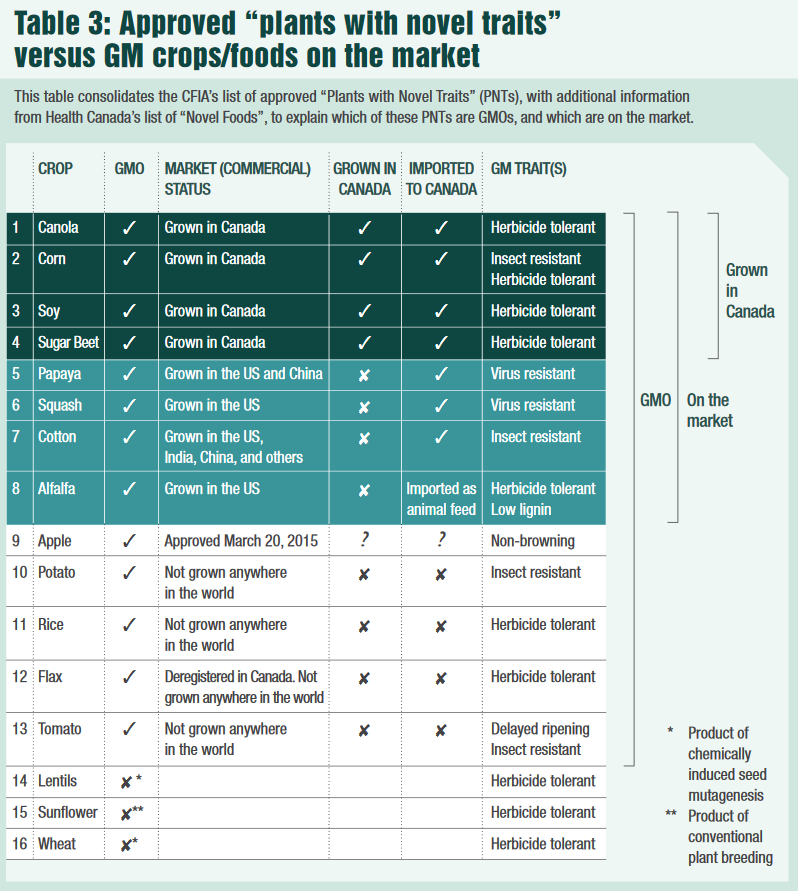 Table 3: Approved “plants with novel traits”
versus GM crops/foods on the market
This table consolidates the CFIA’s list of approved “Plants with Novel Traits” (PNTs), with additional information
from Health Canada’s list of “Novel Foods”, to explain which of these PNTs are GMOs, and which are on the market.
CROP GMO MARKET (COMMERCIAL) STATUS GROWN IN CANADA IMPORTED TO CANADA GM TRAIT(S)
1 Canola ✓ Grown in Canada ✓ ✓ Herbicide tolerant
2 Corn ✓ Grown in Canada ✓ ✓ Insect resistant
Herbicide tolerant
3 Soy ✓ Grown in Canada ✓ ✓ Herbicide tolerant
4 Sugar Beet ✓ Grown in Canada ✓ ✓ Herbicide tolerant
5 Papaya ✓ Grown in the US and China ✘ ✓ Virus resistant
6 Squash ✓ Grown in the US ✘ ✓ Virus resistant
7 Cotton ✓ Grown in the US, ✘ ✓ Insect resistant
India, China, and others
8 Alfalfa ✓ Grown in the US ✘ Imported as Herbicide tolerant
animal feed Low lignin
9 Apple ✓ Approved March 20, 2015 ? ? Non-browning
10 Potato ✓ Not grown anywhere ✘ ✘ Insect resistant
in the world
11 Rice ✓ Not grown anywhere ✘ ✘ Herbicide tolerant
in the world
12 Flax ✓ Deregistered in Canada. Not ✘ ✘ Herbicide tolerant
grown anywhere in the world
13 Tomato ✓ Not grown anywhere ✘ ✘ Delayed ripening
in the world Insect resistant
14 Lentils ✘* Herbicide tolerant
15 Sunflower ✘** Herbicide tolerant
16 Wheat ✘* Herbicide tolerant
Grown
in
Canada
GMO
On the
market
* Product of
chemically
induced seed
mutagenesis
** Product of
conventional
plant breeding